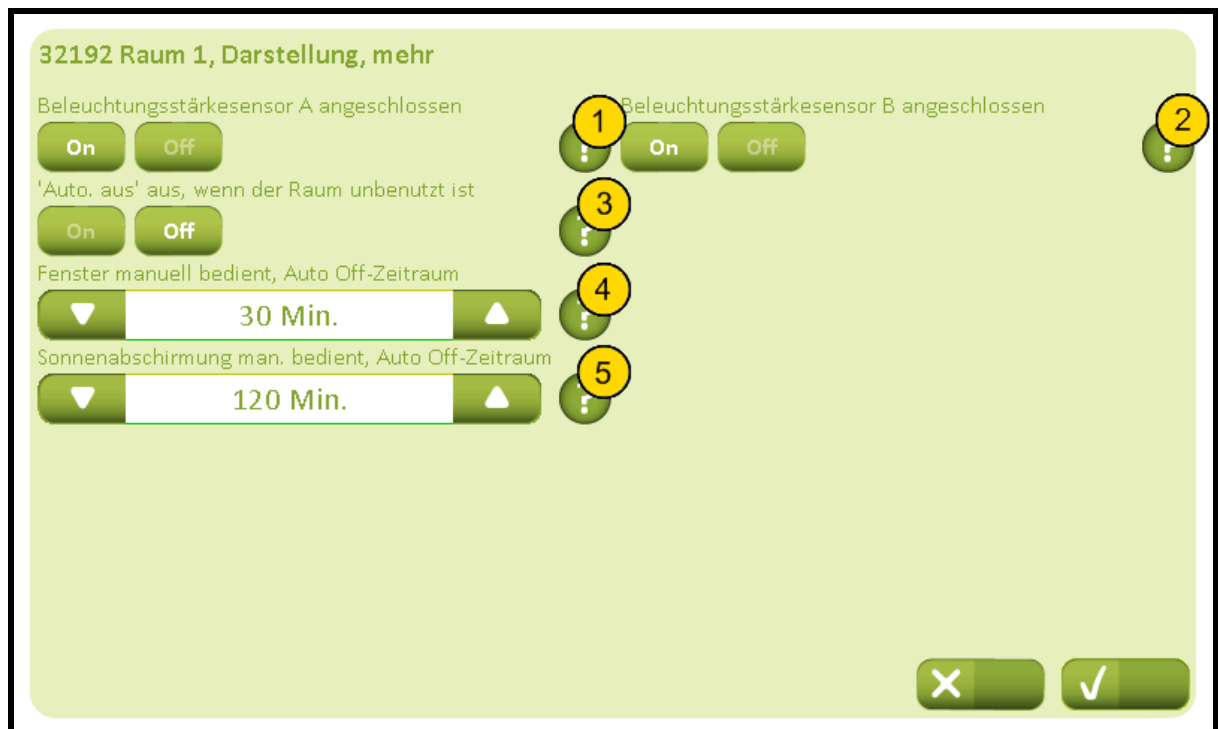 32192 Raum 1, Darstellung, mehr
Beleuchtungsstärkesensor A angeschlossen
1
Beleuchtungsstärkesensor B angeschlossen
2
On Off ?
On Off ?
'Auto. aus' aus, wenn der Raum unbenutzt ist
3
On Off ?
Fenster manuell bedient, Auto Off-Zeitraum
4
30 Min. ?
Sonnenabschirmung man. bedient, Auto Off-Zeitraum
5
120 Min. ?